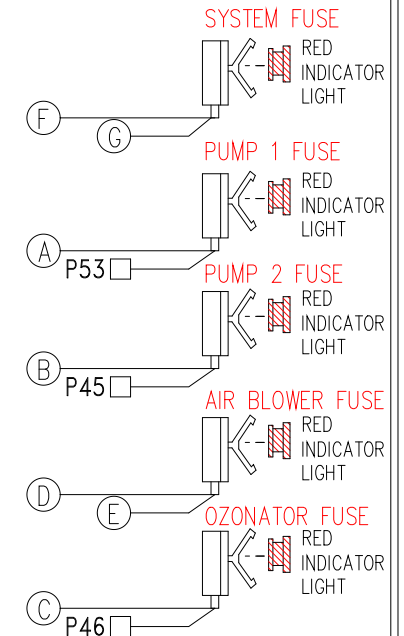 SYSTEM FUSE
RED
INDICATOR
LIGHT
F
G
PUMP 1 FUSE
RED
INDICATOR
LIGHT
A
P53
PUMP 2 FUSE
RED
INDICATOR
LIGHT
B
P45
AIR BLOWER FUSE
RED
INDICATOR
LIGHT
D
E
OZONATOR FUSE
RED
INDICATOR
LIGHT
C
P46